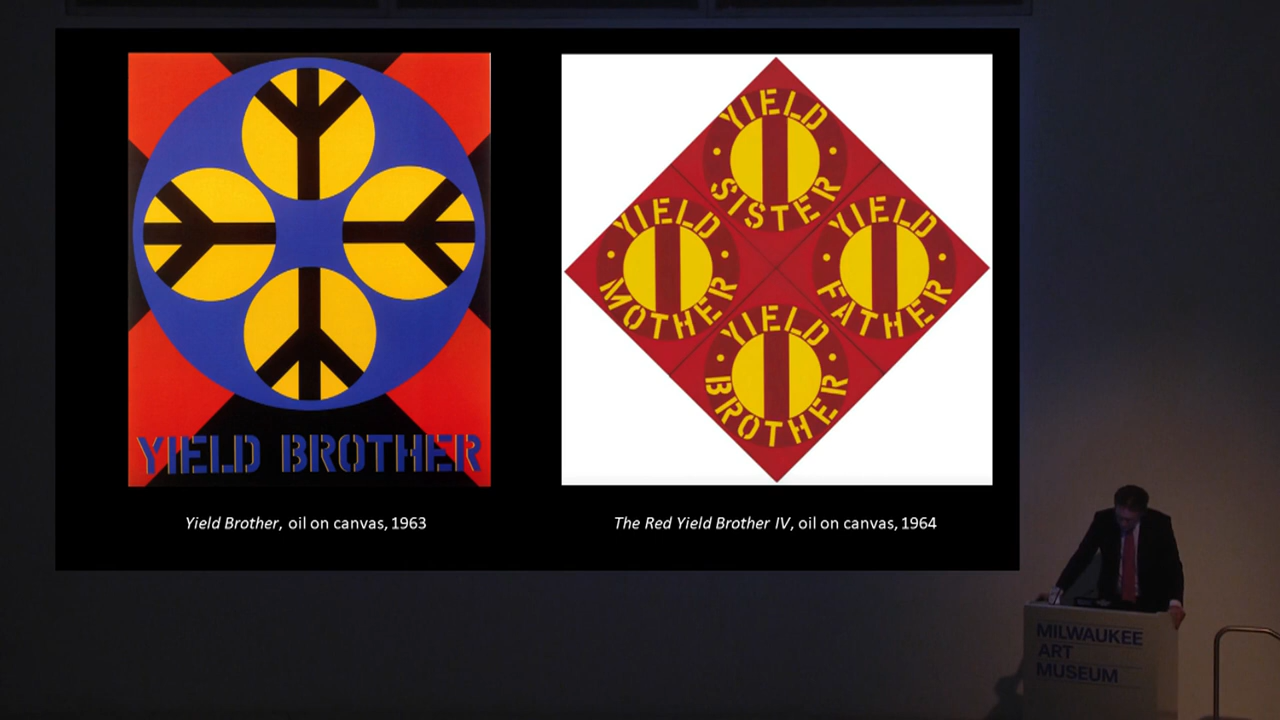 YIELD BROTHER
YIELD
SISTER
YIELD
MOTHER
YIELD
FATHER
YIELD
BROTHER
Yield Brother, oil on canvas, 1963
The Red Yield Brother IV, oil on canvas, 1964
MILWAUKEE
ART
MUSEUM